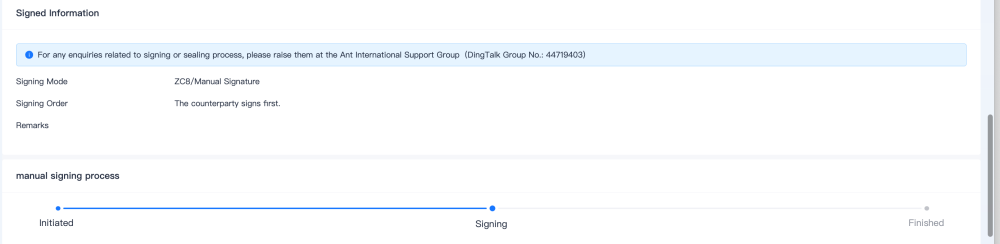 Signed Information
For any enquiries related to signing or sealing process, please raise them at the Ant International Support Group (DingTalk Group No.: 44719403)
Signing Mode ZC8/Manual Signature
Signing Order The counterparty signs first.
Remarks
manual signing process
Initiated Signing Finished